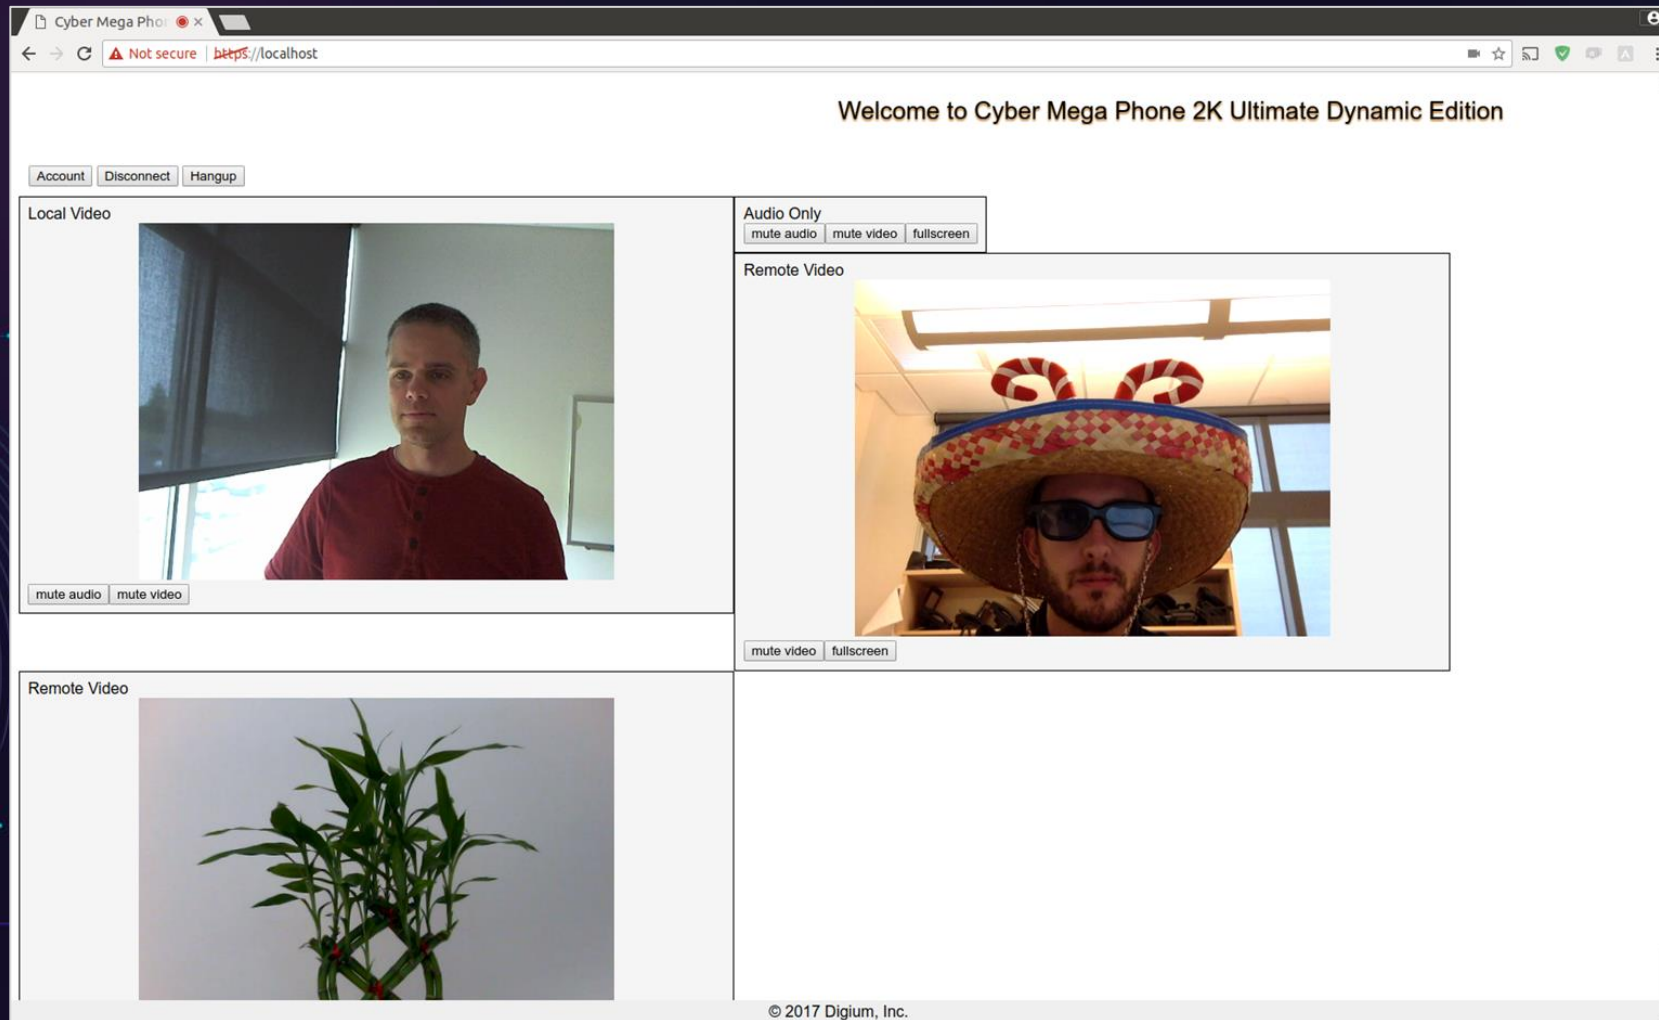 Cyber Mega Pho
Not secure | https://localhost
Welcome to Cyber Mega Phone 2K Ultimate Dynamic Edition
Account Disconnect Hangup
Local Video
mute audio mute video
Audio Only
mute audio mute video fullscreen
Remote Video
mute video fullscreen
Remote Video
© 2017 Digium, Inc.